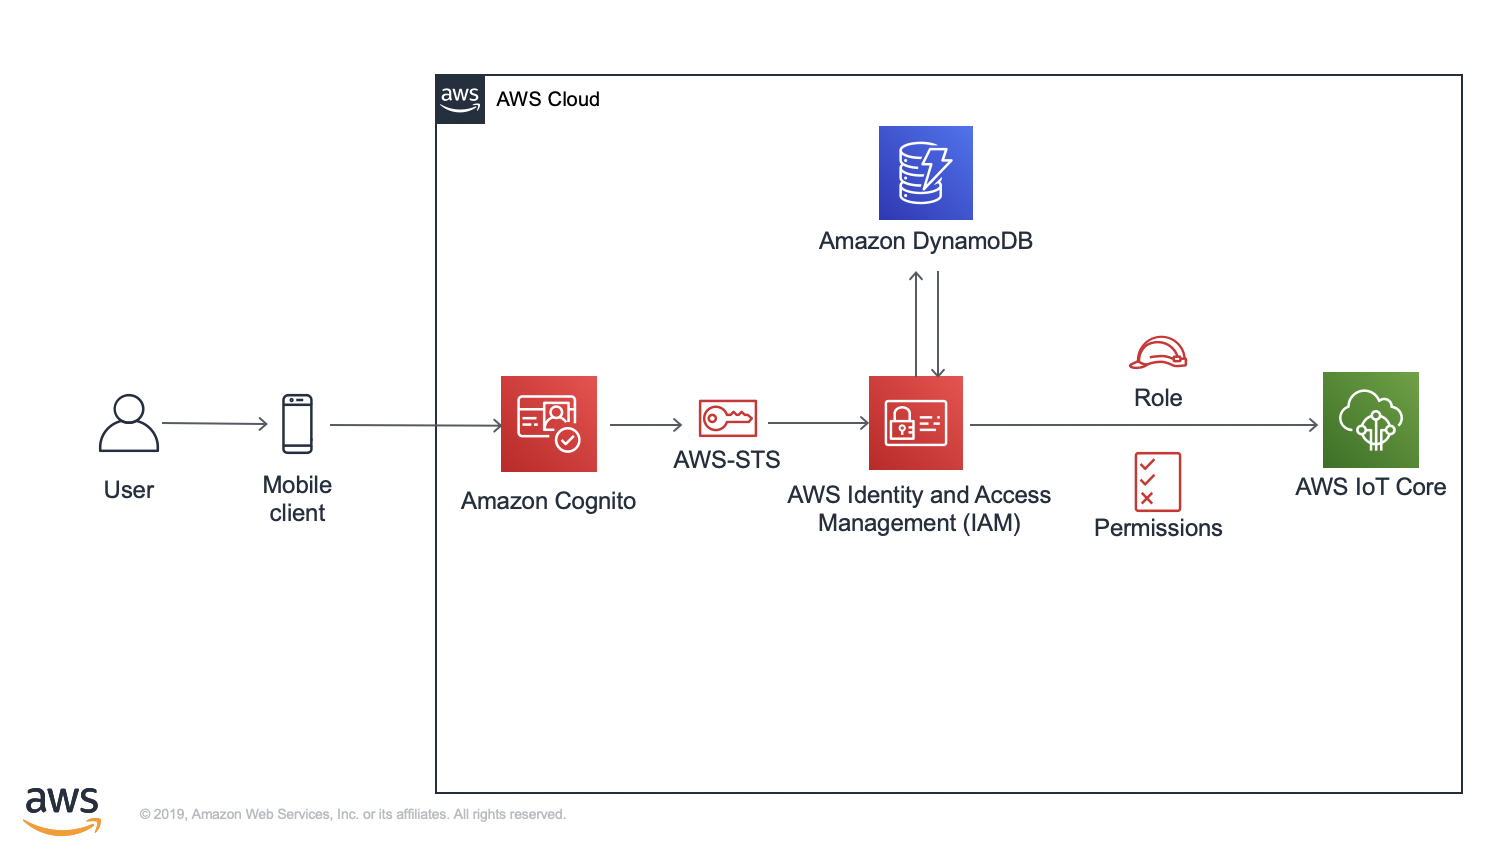 aws
AWS Cloud
Amazon DynamoDB
Role
User
Mobile
client
Amazon Cognito
AWS-STS
AWS Identity and Access
Management (IAM)
Permissions
AWS IoT Core
aws
© 2019, Amazon Web Services, Inc. or its affiliates. All rights reserved.